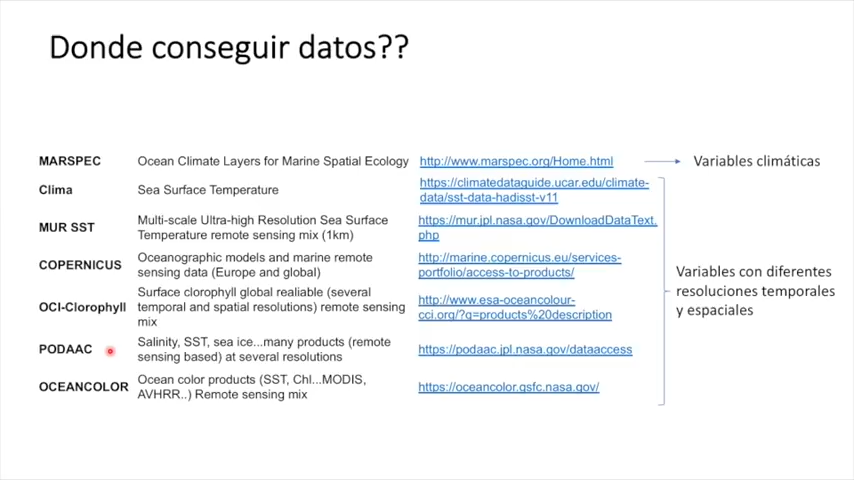 Donde conseguir datos??
MARSPEC
Ocean Climate Layers for Marine Spatial Ecology
http://www.marspec.org/Home.html
Variables climáticas
Clima
Sea Surface Temperature
https://climatedataguide.ucar.edu/climate-
data/sst-data-hadisst-v11
MUR SST
Multi-scale Ultra-high Resolution Sea Surface
Temperature remote sensing mix (1km)
https://mur.jpl.nasa.gov/DownloadDataText.
php
COPERNICUS
Oceanographic models and marine remote
sensing data (Europe and global)
http://marine.copernicus.eu/services-
portfolio/access-to-products/
OCI-Clorophyll
Surface clorophyll global realiable (several
temporal and spatial resolutions) remote sensing
mix
http://www.esa-oceancolour-
cci.org/?q=products%20description
PODAAC
Salinity, SST, sea ice...many products (remote
sensing based) at several resolutions
https://podaac.jpl.nasa.gov/dataaccess
OCEANCOLOR
Ocean color products (SST, Chl...MODIS,
AVHRR..) Remote sensing mix
https://oceancolor.gsfc.nasa.gov/
Variables con diferentes
resoluciones temporales
y espaciales